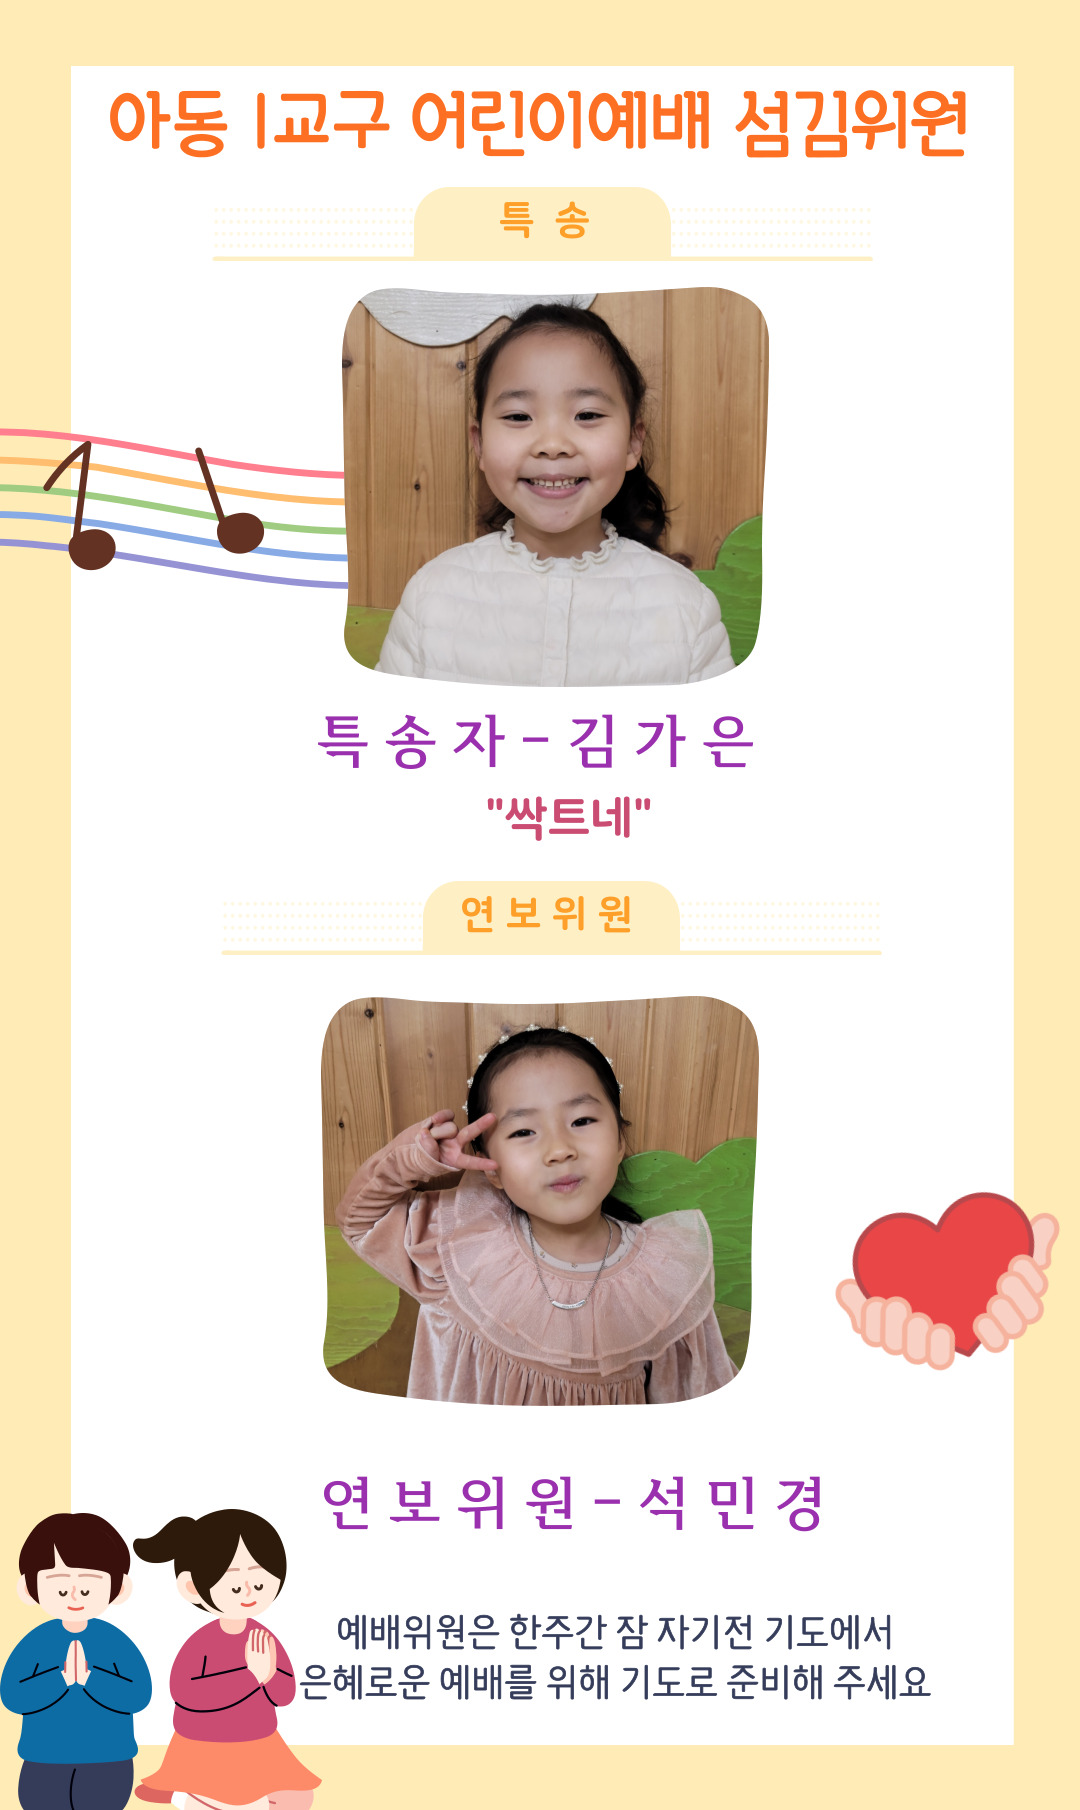 아동 1교구 어린이예배 섬김위원
특 송
특송자-김가은
"싹트네"
연보위원
연보위원-석민경
예배위원은 한주간 잠 자기전 기도에서
은혜로운 예배를 위해 기도로 준비해 주세요